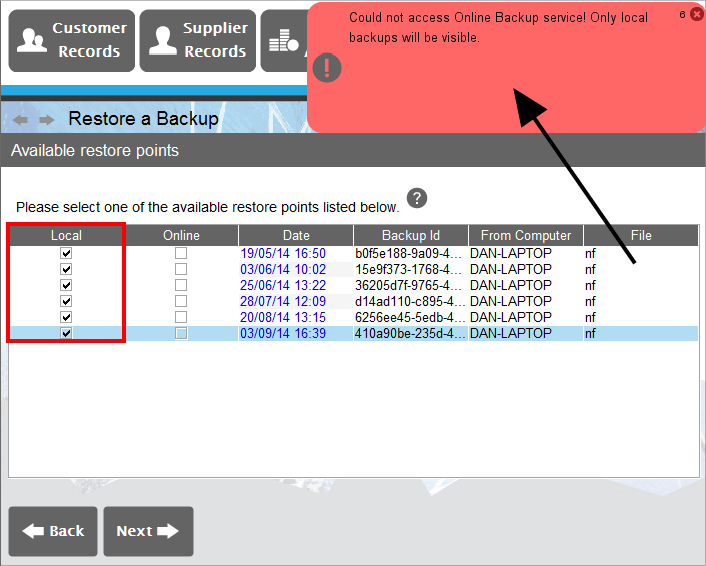 Customer
Records
Supplier
Records
Could not access Online Backup service! Only local
backups will be visible.
6
Restore a Backup
Available restore points
Please select one of the available restore points listed below. ?
Local Online Date Backup Id From Computer File
19/05/14 16:50 b0f5e188-9a09-4... DAN-LAPTOP nf
03/06/14 10:02 15e9f373-1768-4... DAN-LAPTOP nf
25/06/14 13:22 36205d7f-9765-4... DAN-LAPTOP nf
28/07/14 12:09 d14ad110-c895-4... DAN-LAPTOP nf
20/08/14 13:15 6256ee45-5edb-4... DAN-LAPTOP nf
03/09/14 16:39 410a90be-235d-4... DAN-LAPTOP nf
Back Next